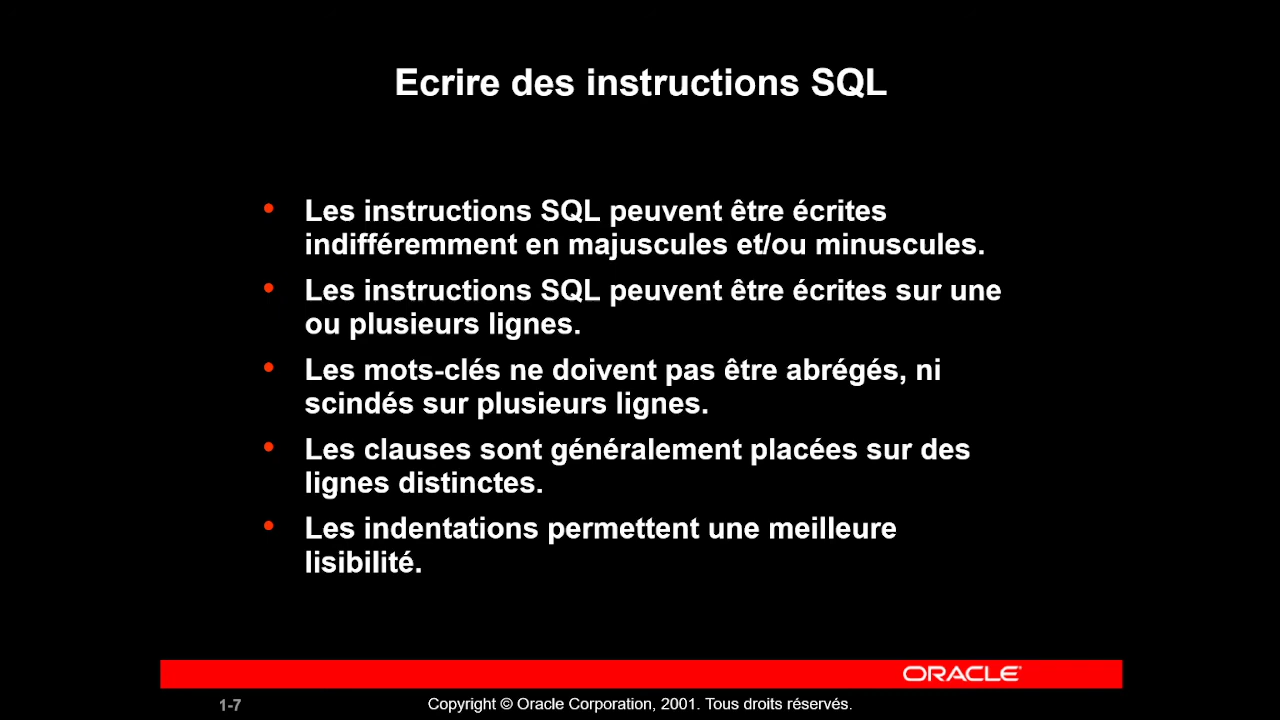 Ecrire des instructions SQL
• Les instructions SQL peuvent être écrites
indifféremment en majuscules et/ou minuscules.
• Les instructions SQL peuvent être écrites sur une
ou plusieurs lignes.
• Les mots-clés ne doivent pas être abrégés, ni
scindés sur plusieurs lignes.
• Les clauses sont généralement placées sur des
lignes distinctes.
• Les indentations permettent une meilleure
lisibilité.
ORACLE
1-7 Copyright © Oracle Corporation, 2001. Tous droits réservés.